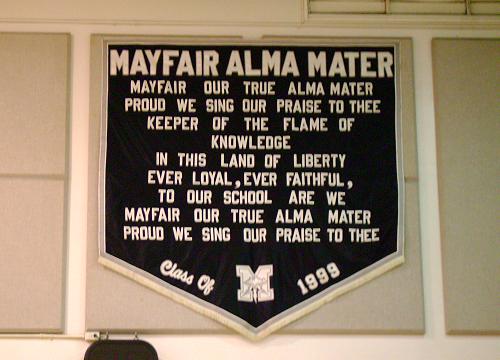 MAYFAIR ALMA MATER
MAYFAIR OUR TRUE ALMA MATER
PROUD WE SING OUR PRAISE TO THEE
KEEPER OF THE FLAME OF
KNOWLEDGE
IN THIS LAND OF LIBERTY
EVER LOYAL, EVER FAITHFUL,
TO OUR SCHOOL ARE WE
MAYFAIR OUR TRUE ALMA MATER
PROUD WE SING OUR PRAISE TO THEE
Class Of M 1999